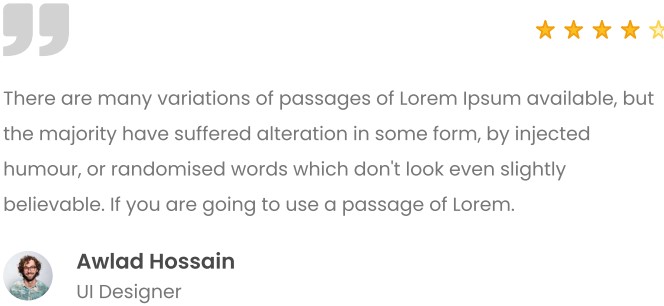 There are many variations of passages of Lorem Ipsum available, but
the majority have suffered alteration in some form, by injected
humour, or randomised words which don't look even slightly
believable. If you are going to use a passage of Lorem.
Awlad Hossain
UI Designer